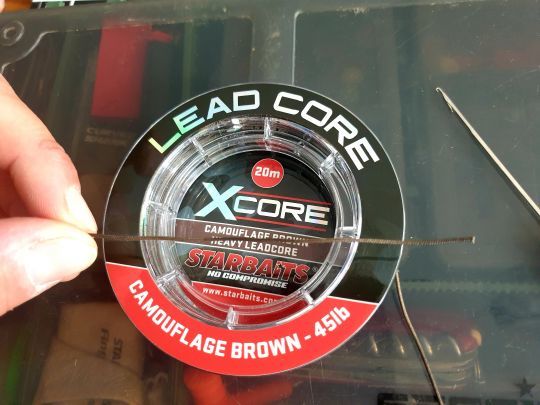 LEAD CORE
20m
XCORE
CAMOUFLAGE BROWN
HEAVY LEADCORE
STARBAITS
NO COMPROMISE
www.starbaits.com
CAMOUFLAGE BROWN - 45lb